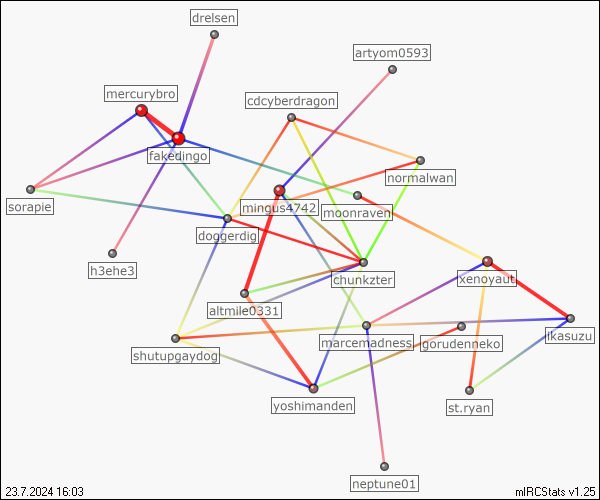 drelsen
artyom0593
mercurybro
cdcyberdragon
fakedingo
normalwan
sorapie
mingus4742
moonraven
doggerdig
h3ehe3
chunkzter
xenoyaut
altmile0331
ikasuzu
marcemadness
gorudenneko
shutupgaydog
yoshimanden
st.ryan
neptune01
23.7.2024 16:03
mIRCStats v1.25